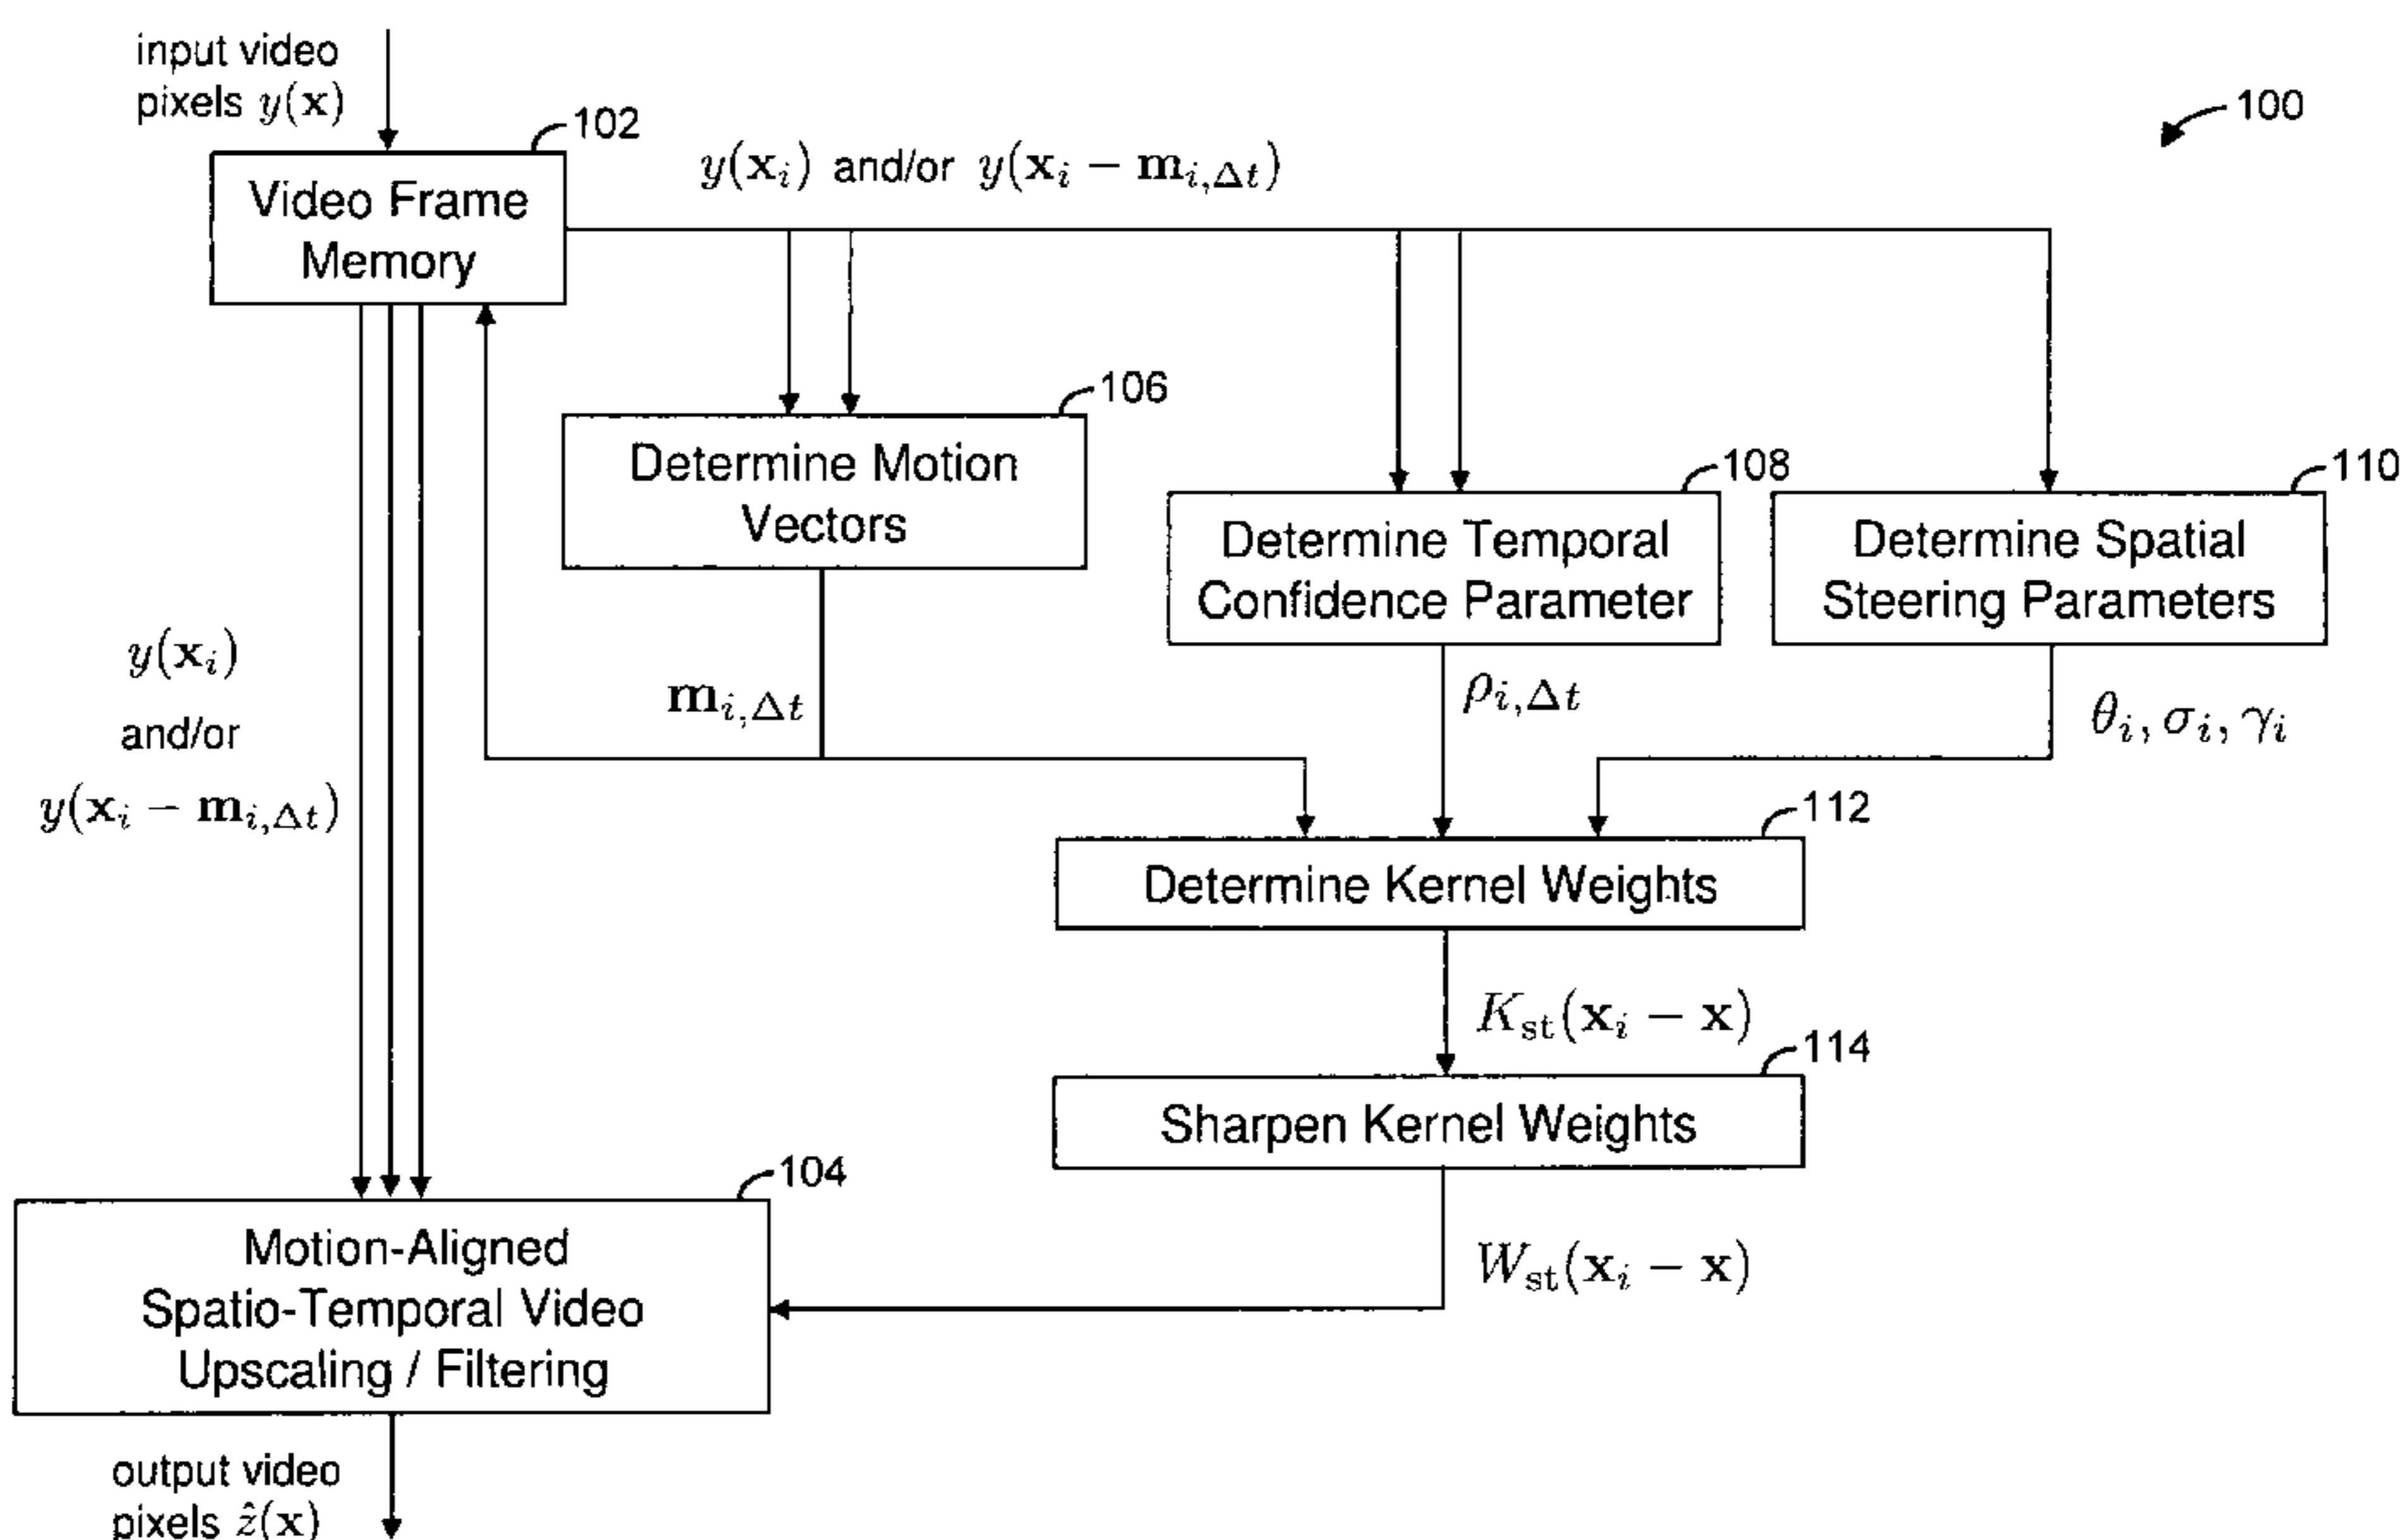 input video
pixels y(x)
102
100
y(xᵢ) and/or y(xᵢ − mᵢ,Δt)
Video Frame
Memory
106
Determine Motion
Vectors
108
Determine Temporal
Confidence Parameter
110
Determine Spatial
Steering Parameters
y(xᵢ)
and/or
y(xᵢ − mᵢ,Δt)
mᵢ,Δt
ρᵢ,Δt
θᵢ, σᵢ, γᵢ
112
Determine Kernel Weights
Kst(xᵢ − x)
114
Sharpen Kernel Weights
104
Motion-Aligned
Spatio-Temporal Video
Upscaling / Filtering
Wst(xᵢ − x)
output video
pixels ẑ(x)